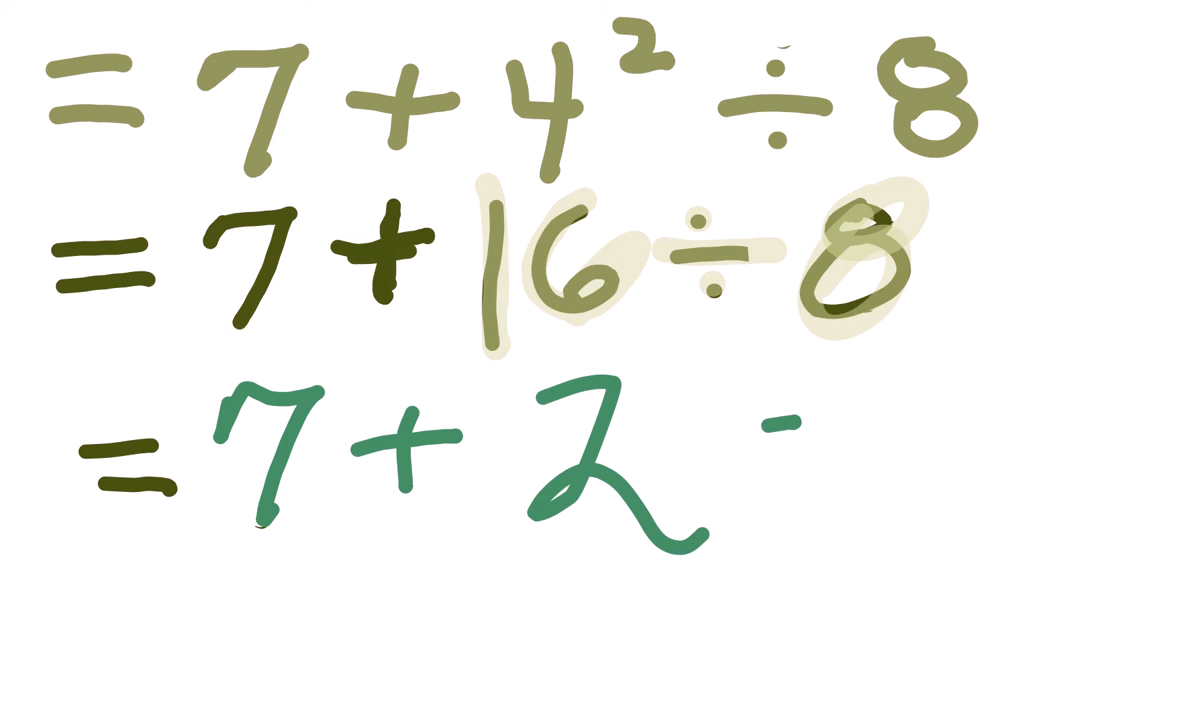 = 7 + 4² ÷ 8
= 7 + 16 ÷ 8
= 7 + 2 -